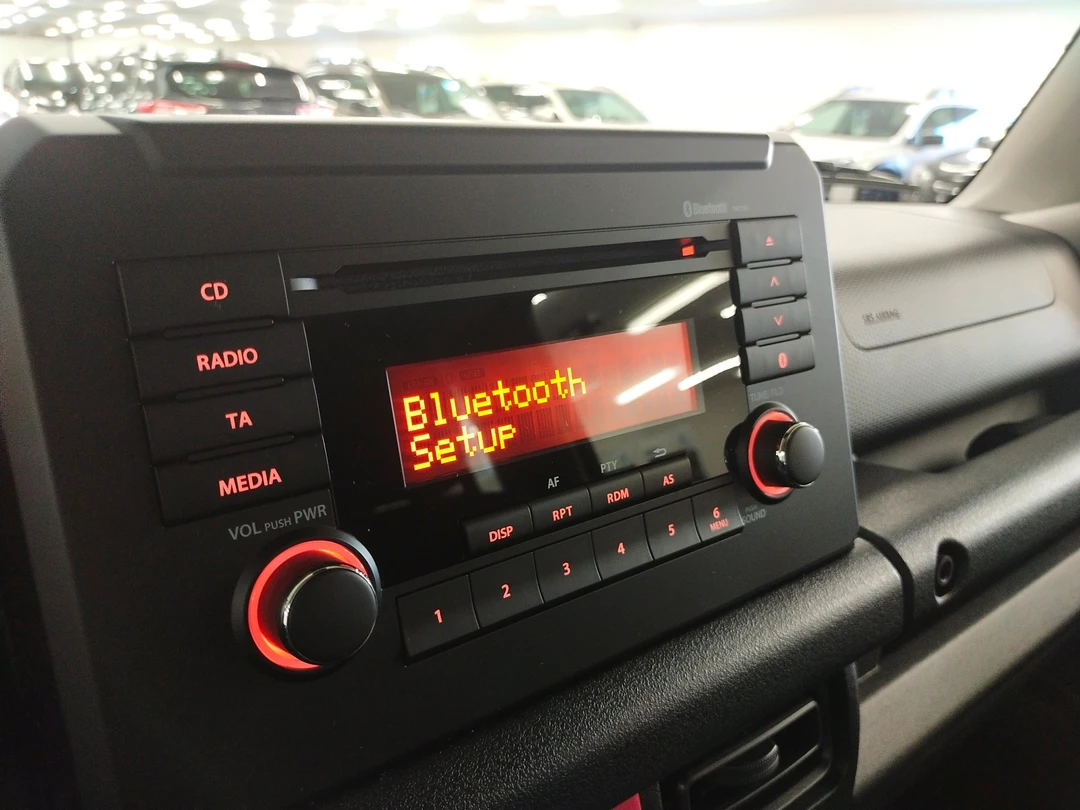 Bluetooth
CD
RADIO
TA
MEDIA
VOL PUSH PWR
Bluetooth
Setup
AF
PTY
DISP
RPT
RDM
AS
1
2
3
4
5
6
MENU
SOUND